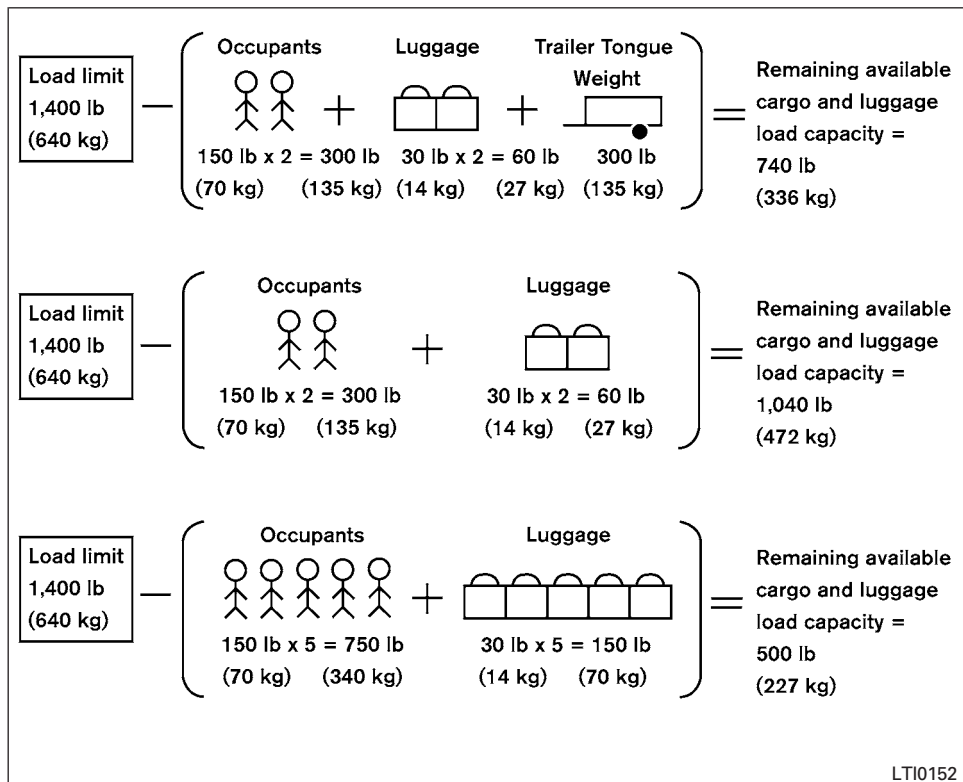 Occupants
Luggage
Trailer Tongue
Weight
Load limit
1,400 lb
(640 kg)
150 lb x 2 = 300 lb
(70 kg) (135 kg)
30 lb x 2 = 60 lb
(14 kg) (27 kg)
300 lb
(135 kg)
Remaining available
cargo and luggage
load capacity =
740 lb
(336 kg)
Occupants
Luggage
Load limit
1,400 lb
(640 kg)
150 lb x 2 = 300 lb
(70 kg) (135 kg)
30 lb x 2 = 60 lb
(14 kg) (27 kg)
Remaining available
cargo and luggage
load capacity =
1,040 lb
(472 kg)
Occupants
Luggage
Load limit
1,400 lb
(640 kg)
150 lb x 5 = 750 lb
(70 kg) (340 kg)
30 lb x 5 = 150 lb
(14 kg) (70 kg)
Remaining available
cargo and luggage
load capacity =
500 lb
(227 kg)
LTI0152